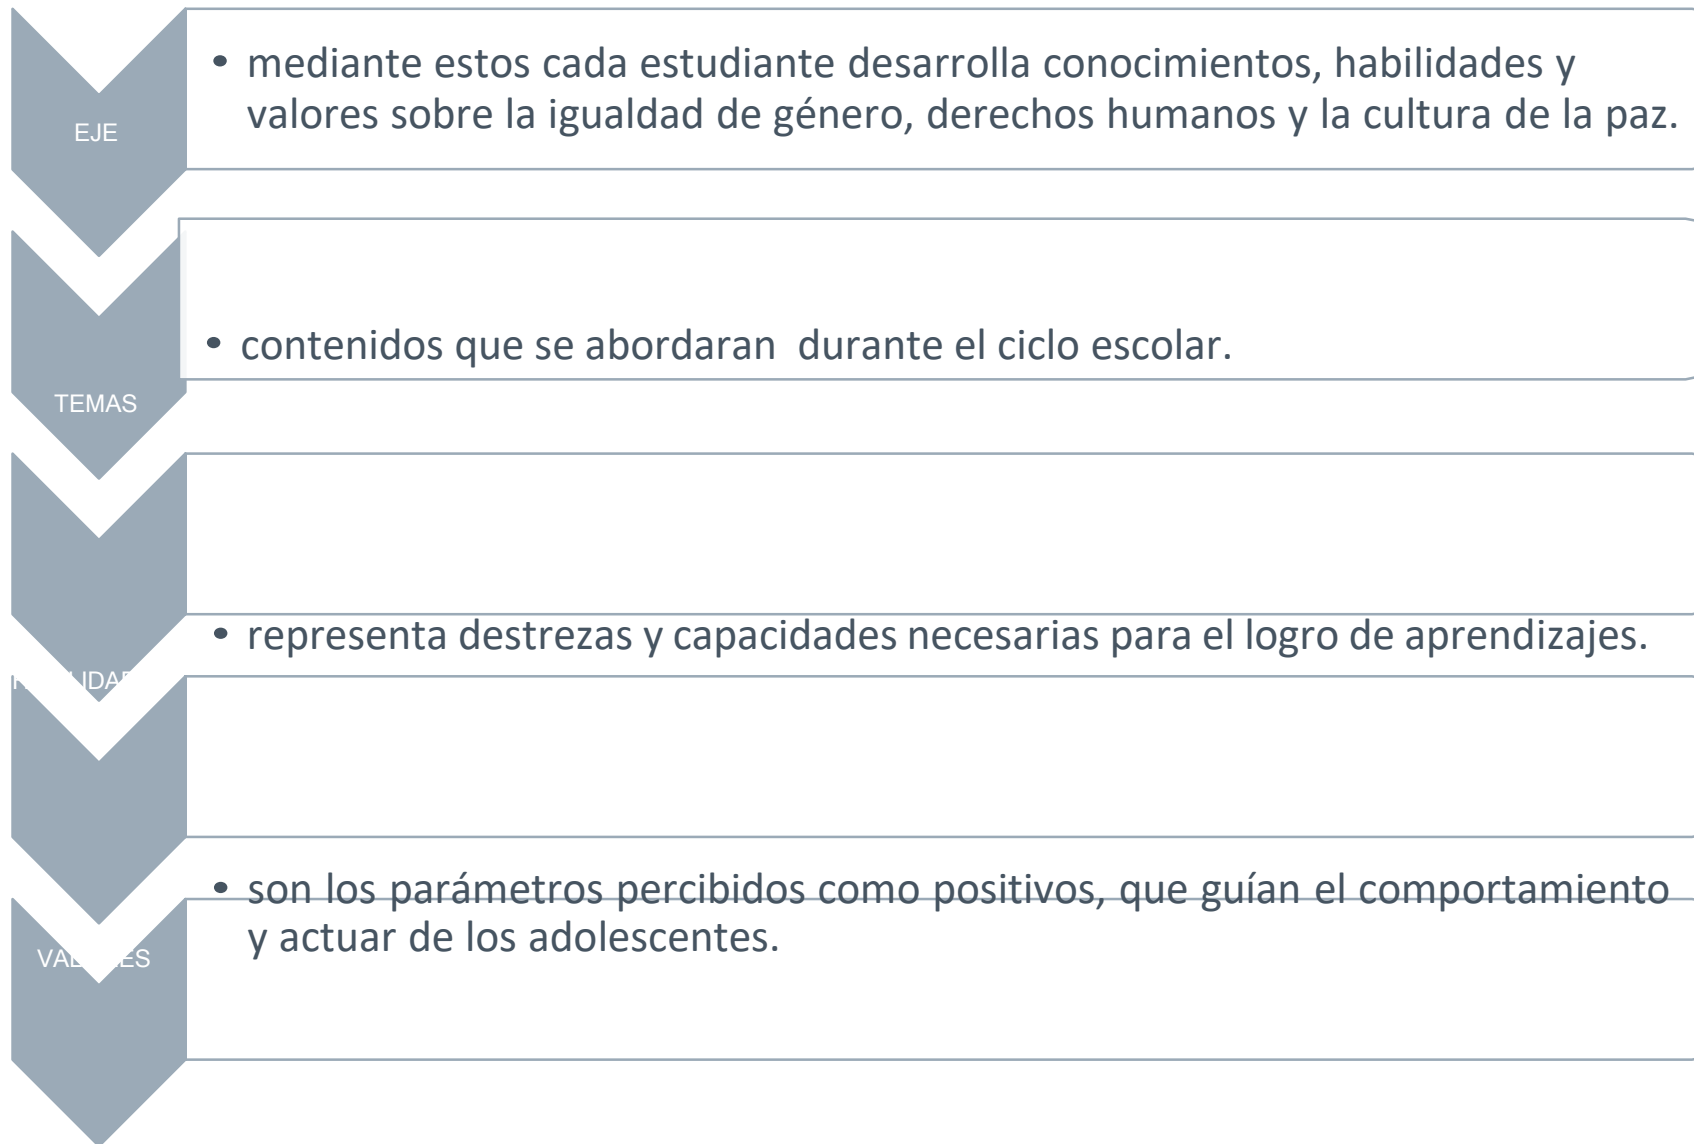 EJE
• mediante estos cada estudiante desarrolla conocimientos, habilidades y
valores sobre la igualdad de género, derechos humanos y la cultura de la paz.
TEMAS
• contenidos que se abordaran  durante el ciclo escolar.
• representa destrezas y capacidades necesarias para el logro de aprendizajes.
• son los parámetros percibidos como positivos, que guían el comportamiento
y actuar de los adolescentes.